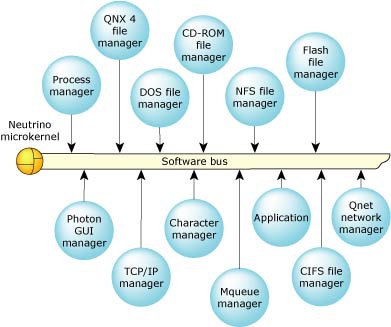 QNX 4
file
manager
CD-ROM
file
manager
Flash
file
manager
Process
manager
DOS file
manager
NFS file
manager
Neutrino
microkernel
Software bus
Photon
GUI
manager
TCP/IP
manager
Character
manager
Mqueue
manager
Application
CIFS file
manager
Qnet
network
manager